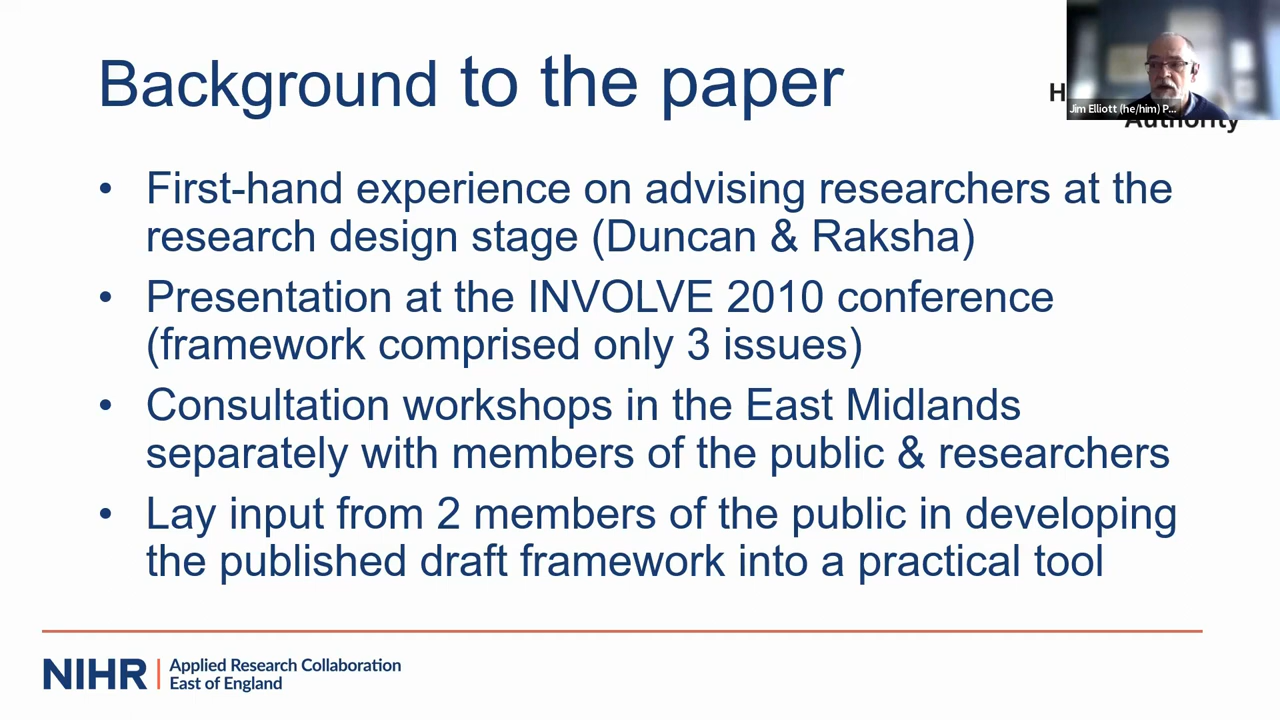 Background to the paper
Jim Elliott (he/him) P...
Authority
• First-hand experience on advising researchers at the
research design stage (Duncan & Raksha)
• Presentation at the INVOLVE 2010 conference
(framework comprised only 3 issues)
• Consultation workshops in the East Midlands
separately with members of the public & researchers
• Lay input from 2 members of the public in developing
the published draft framework into a practical tool
NIHR | Applied Research Collaboration
East of England